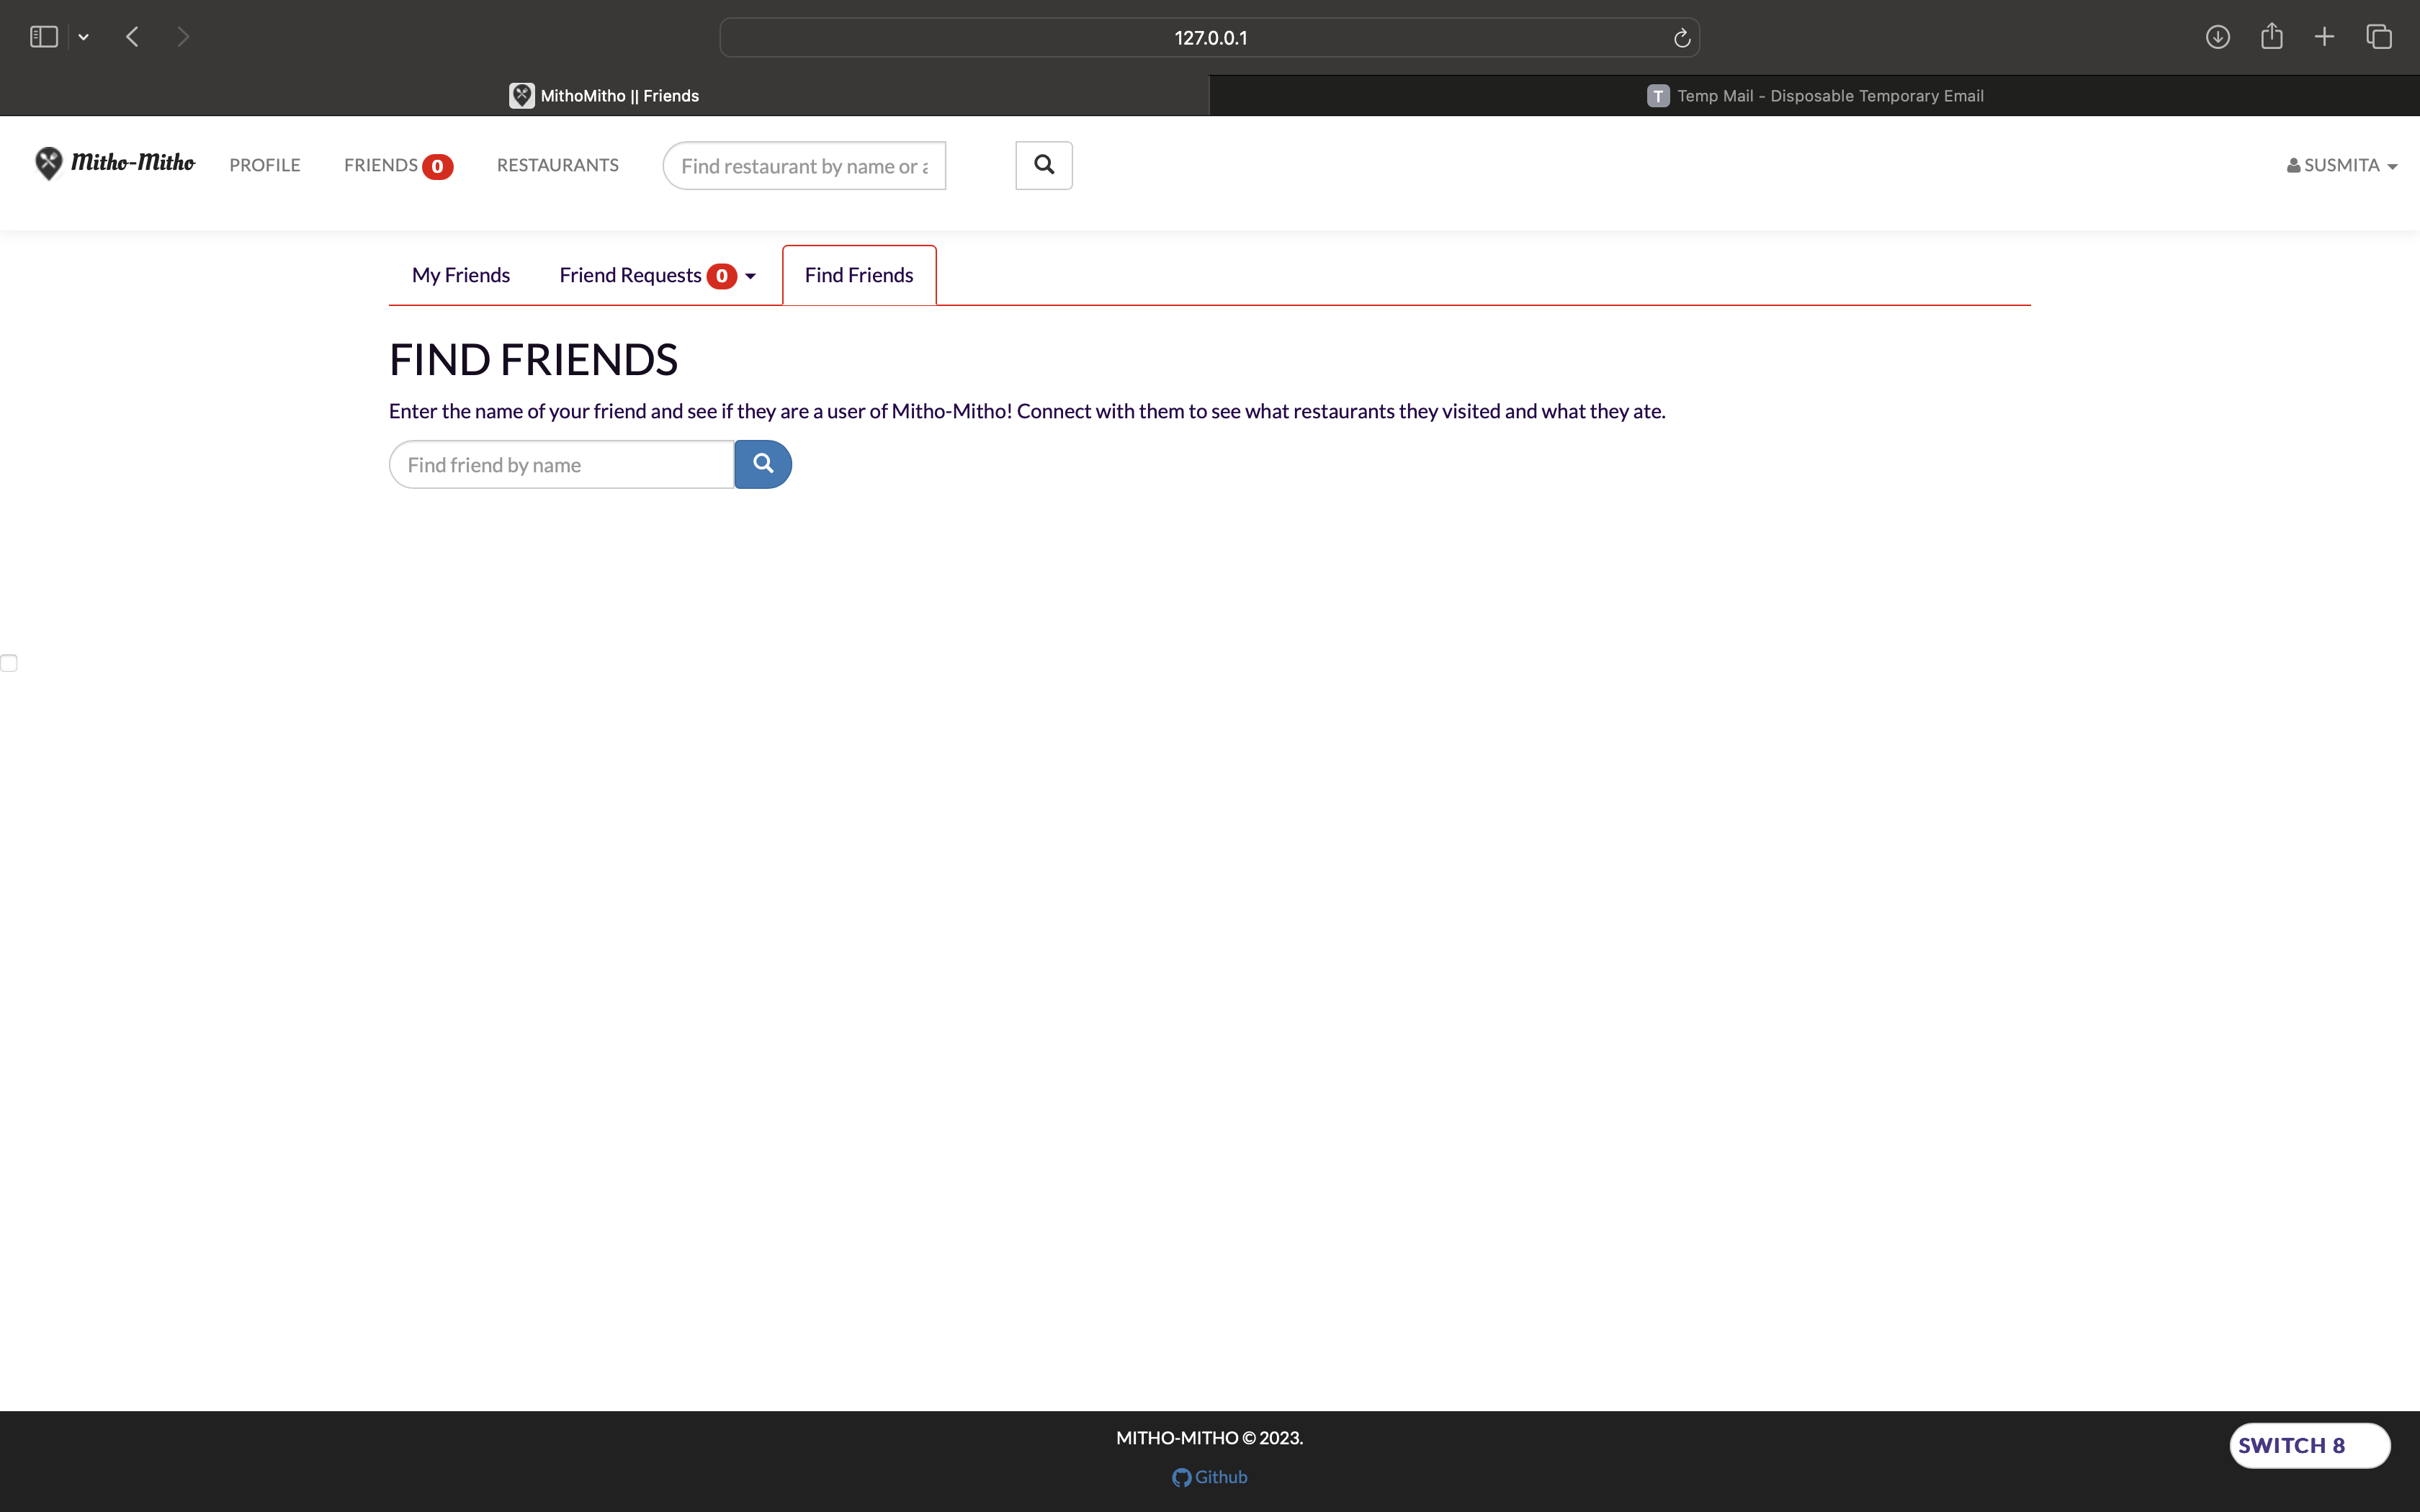 127.0.0.1
MithoMitho || Friends
T Temp Mail - Disposable Temporary Email
Mitho-Mitho PROFILE FRIENDS 0 RESTAURANTS Find restaurant by name or a SUSMITA
My Friends Friend Requests 0 Find Friends
FIND FRIENDS
Enter the name of your friend and see if they are a user of Mitho-Mitho! Connect with them to see what restaurants they visited and what they ate.
Find friend by name
MITHO-MITHO © 2023.
SWITCH 8
Github